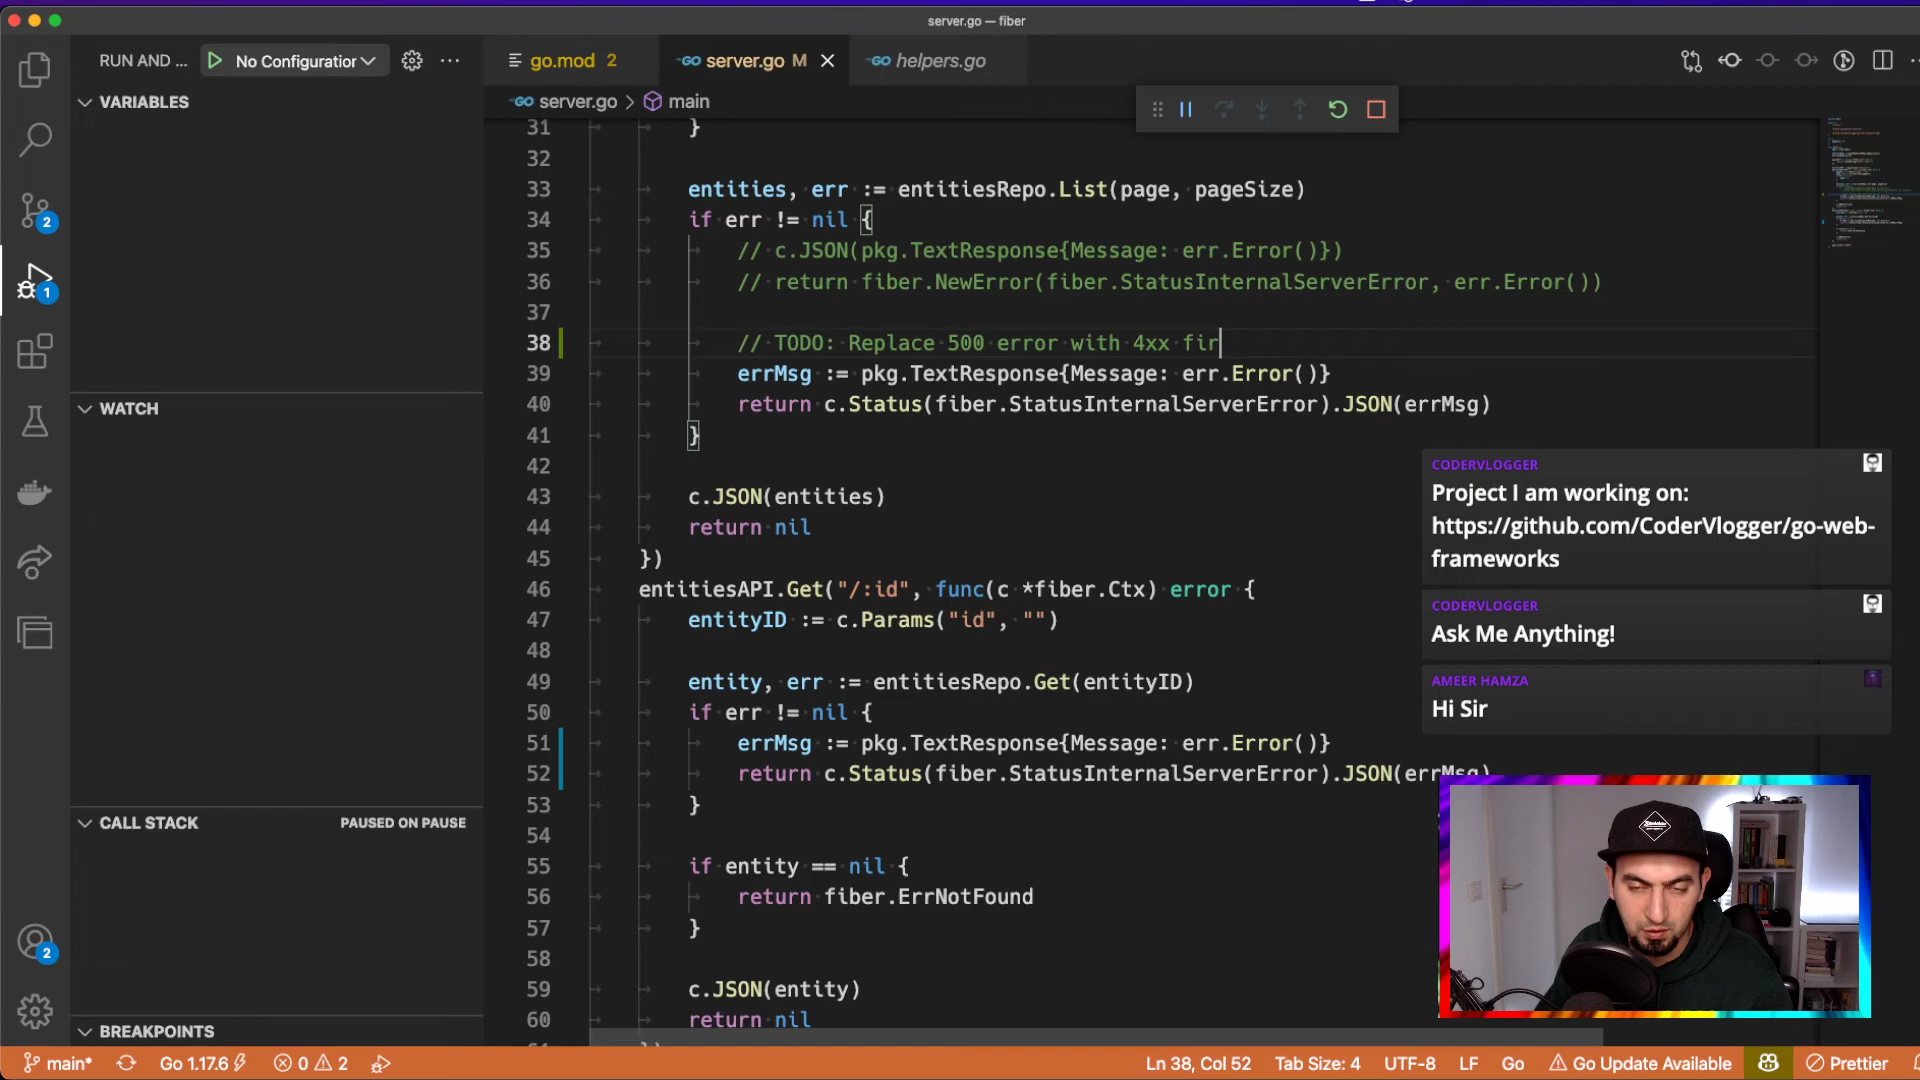 server.go — fiber
RUN AND ...
No Configuration
go.mod 2
server.go M
helpers.go
server.go > main
VARIABLES
WATCH
CALL STACK
PAUSED ON PAUSE
BREAKPOINTS
2
1
2
31 }
32
33 entities, err := entitiesRepo.List(page, pageSize)
34 if err != nil {
35 // c.JSON(pkg.TextResponse{Message: err.Error()})
36 // return fiber.NewError(fiber.StatusInternalServerError, err.Error())
37
38 // TODO: Replace 500 error with 4xx fir
39 errMsg := pkg.TextResponse{Message: err.Error()}
40 return c.Status(fiber.StatusInternalServerError).JSON(errMsg)
41 }
42
43 c.JSON(entities)
44 return nil
45 })
46 entitiesAPI.Get("/:id", func(c *fiber.Ctx) error {
47 entityID := c.Params("id", "")
48
49 entity, err := entitiesRepo.Get(entityID)
50 if err != nil {
51 errMsg := pkg.TextResponse{Message: err.Error()}
52 return c.Status(fiber.StatusInternalServerError).JSON(errMsg)
53 }
54
55 if entity == nil {
56 return fiber.ErrNotFound
57 }
58
59 c.JSON(entity)
60 return nil
CODERVLOGGER
Project I am working on:
https://github.com/CoderVlogger/go-web-
frameworks
CODERVLOGGER
Ask Me Anything!
AMEER HAMZA
Hi Sir
main*
Go 1.17.6
0
2
Ln 38, Col 52
Tab Size: 4
UTF-8
LF
Go
Go Update Available
Prettier